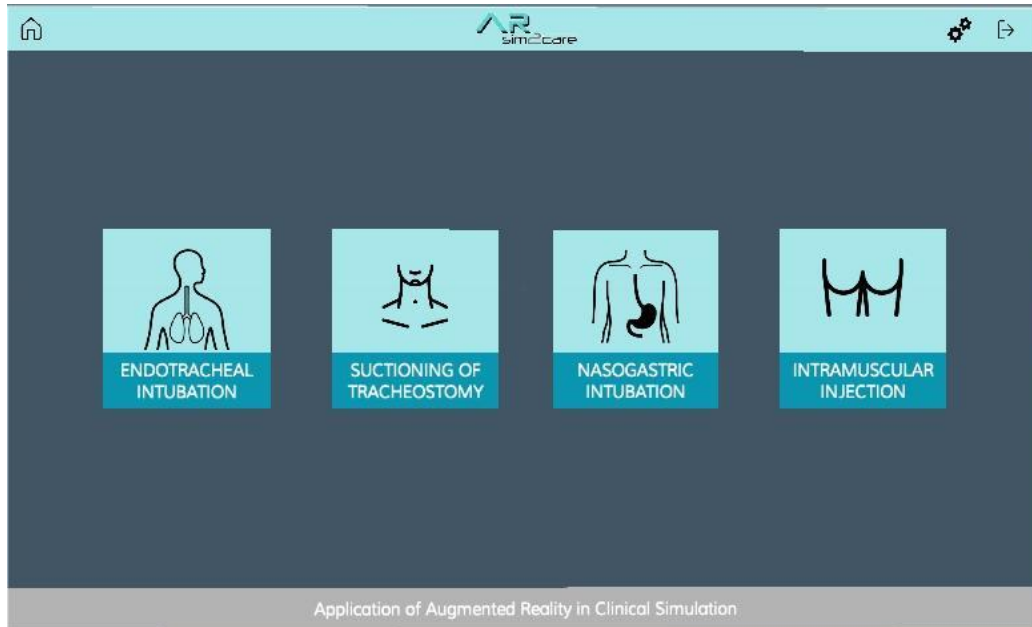 AR
sim2care
ENDOTRACHEAL
INTUBATION
SUCTIONING OF
TRACHEOSTOMY
NASOGASTRIC
INTUBATION
INTRAMUSCULAR
INJECTION
Application of Augmented Reality in Clinical Simulation